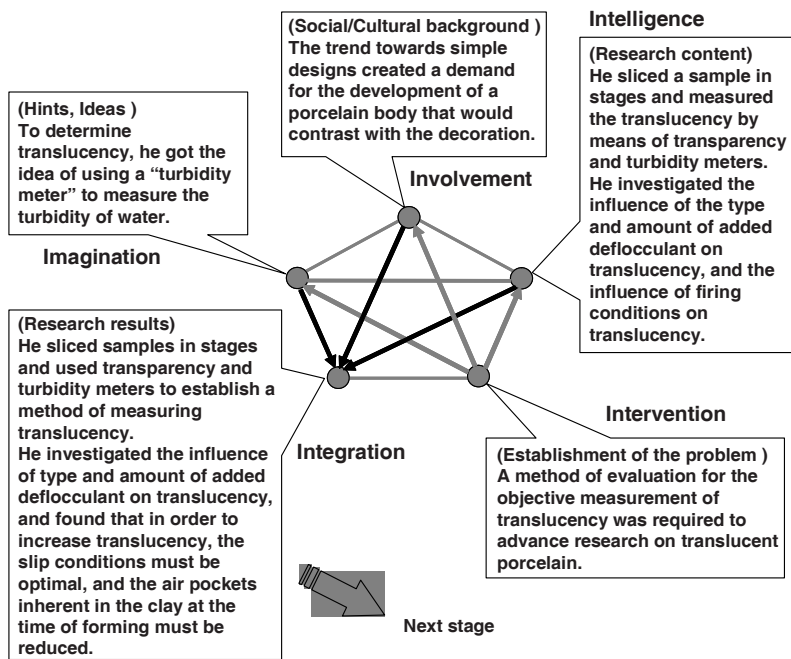 (Social/Cultural background )
The trend towards simple
designs created a demand
for the development of a
porcelain body that would
contrast with the decoration.
Involvement
Intelligence
(Research content)
He sliced a sample in
stages and measured
the translucency by
means of transparency
and turbidity meters.
He investigated the
influence of the type
and amount of added
deflocculant on
translucency, and the
influence of firing
conditions on
translucency.
(Hints, Ideas )
To determine
translucency, he got the
idea of using a “turbidity
meter” to measure the
turbidity of water.
Imagination
(Research results)
He sliced samples in stages
and used transparency and
turbidity meters to establish a
method of measuring
translucency.
He investigated the influence
of type and amount of added
deflocculant on translucency,
and found that in order to
increase translucency, the
slip conditions must be
optimal, and the air pockets
inherent in the clay at the
time of forming must be
reduced.
Integration
Intervention
(Establishment of the problem )
A method of evaluation for the
objective measurement of
translucency was required to
advance research on translucent
porcelain.
Next stage